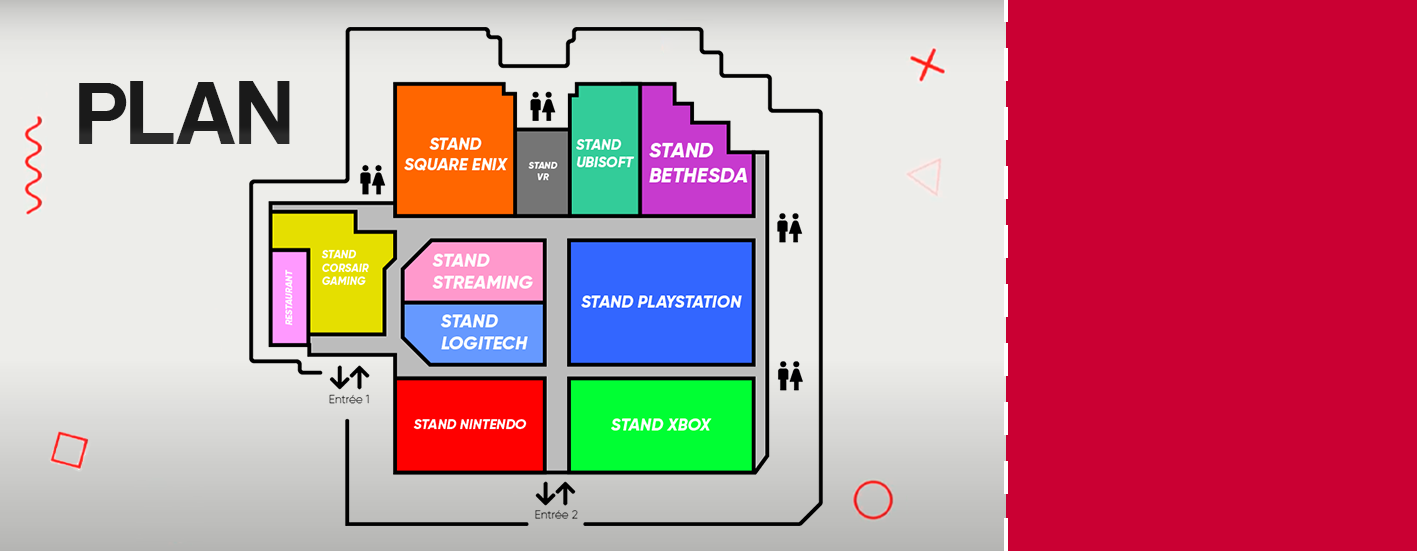 PLAN
STAND
SQUARE ENIX
STAND
VR
STAND
UBISOFT
STAND
BETHESDA
STAND
CORSAIR
GAMING
RESTAURANT
STAND
STREAMING
STAND
LOGITECH
STAND PLAYSTATION
STAND NINTENDO
STAND XBOX
Entrée 1
Entrée 2